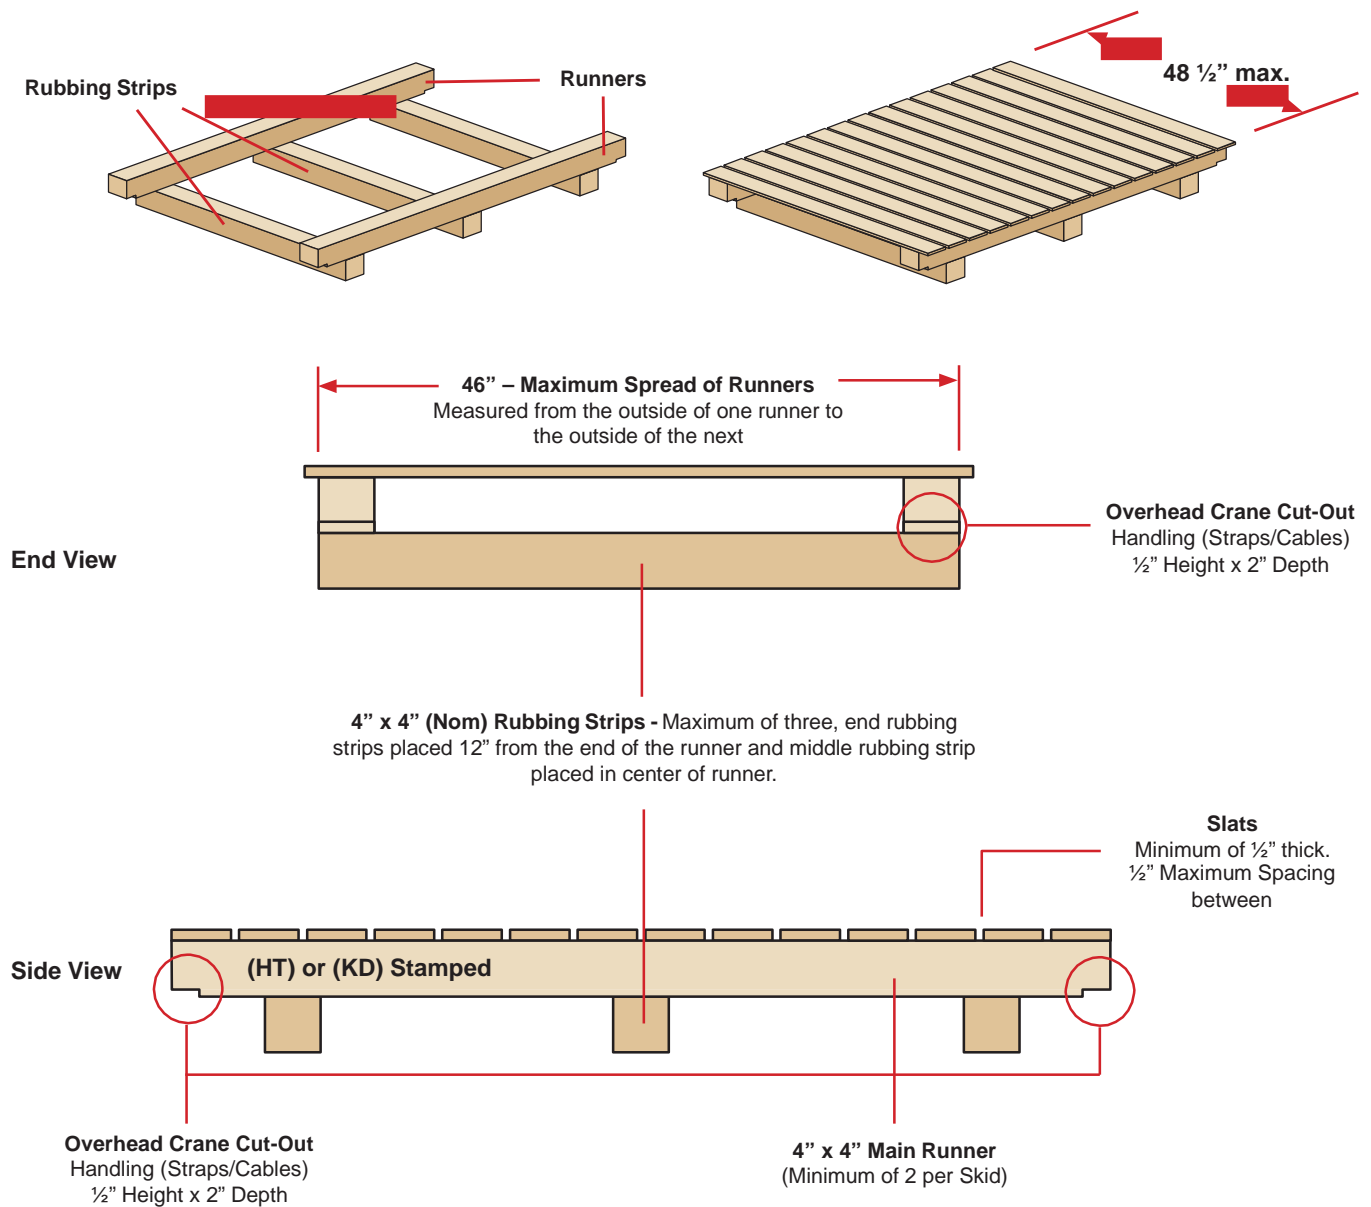 Rubbing Strips
Runners
48 ½” max.
46” – Maximum Spread of Runners
Measured from the outside of one runner to
the outside of the next
Overhead Crane Cut-Out
Handling (Straps/Cables)
½” Height x 2” Depth
End View
4” x 4” (Nom) Rubbing Strips - Maximum of three, end rubbing
strips placed 12” from the end of the runner and middle rubbing strip
placed in center of runner.
Slats
Minimum of ½” thick.
½” Maximum Spacing
between
Side View
(HT) or (KD) Stamped
Overhead Crane Cut-Out
Handling (Straps/Cables)
½” Height x 2” Depth
4” x 4” Main Runner
(Minimum of 2 per Skid)